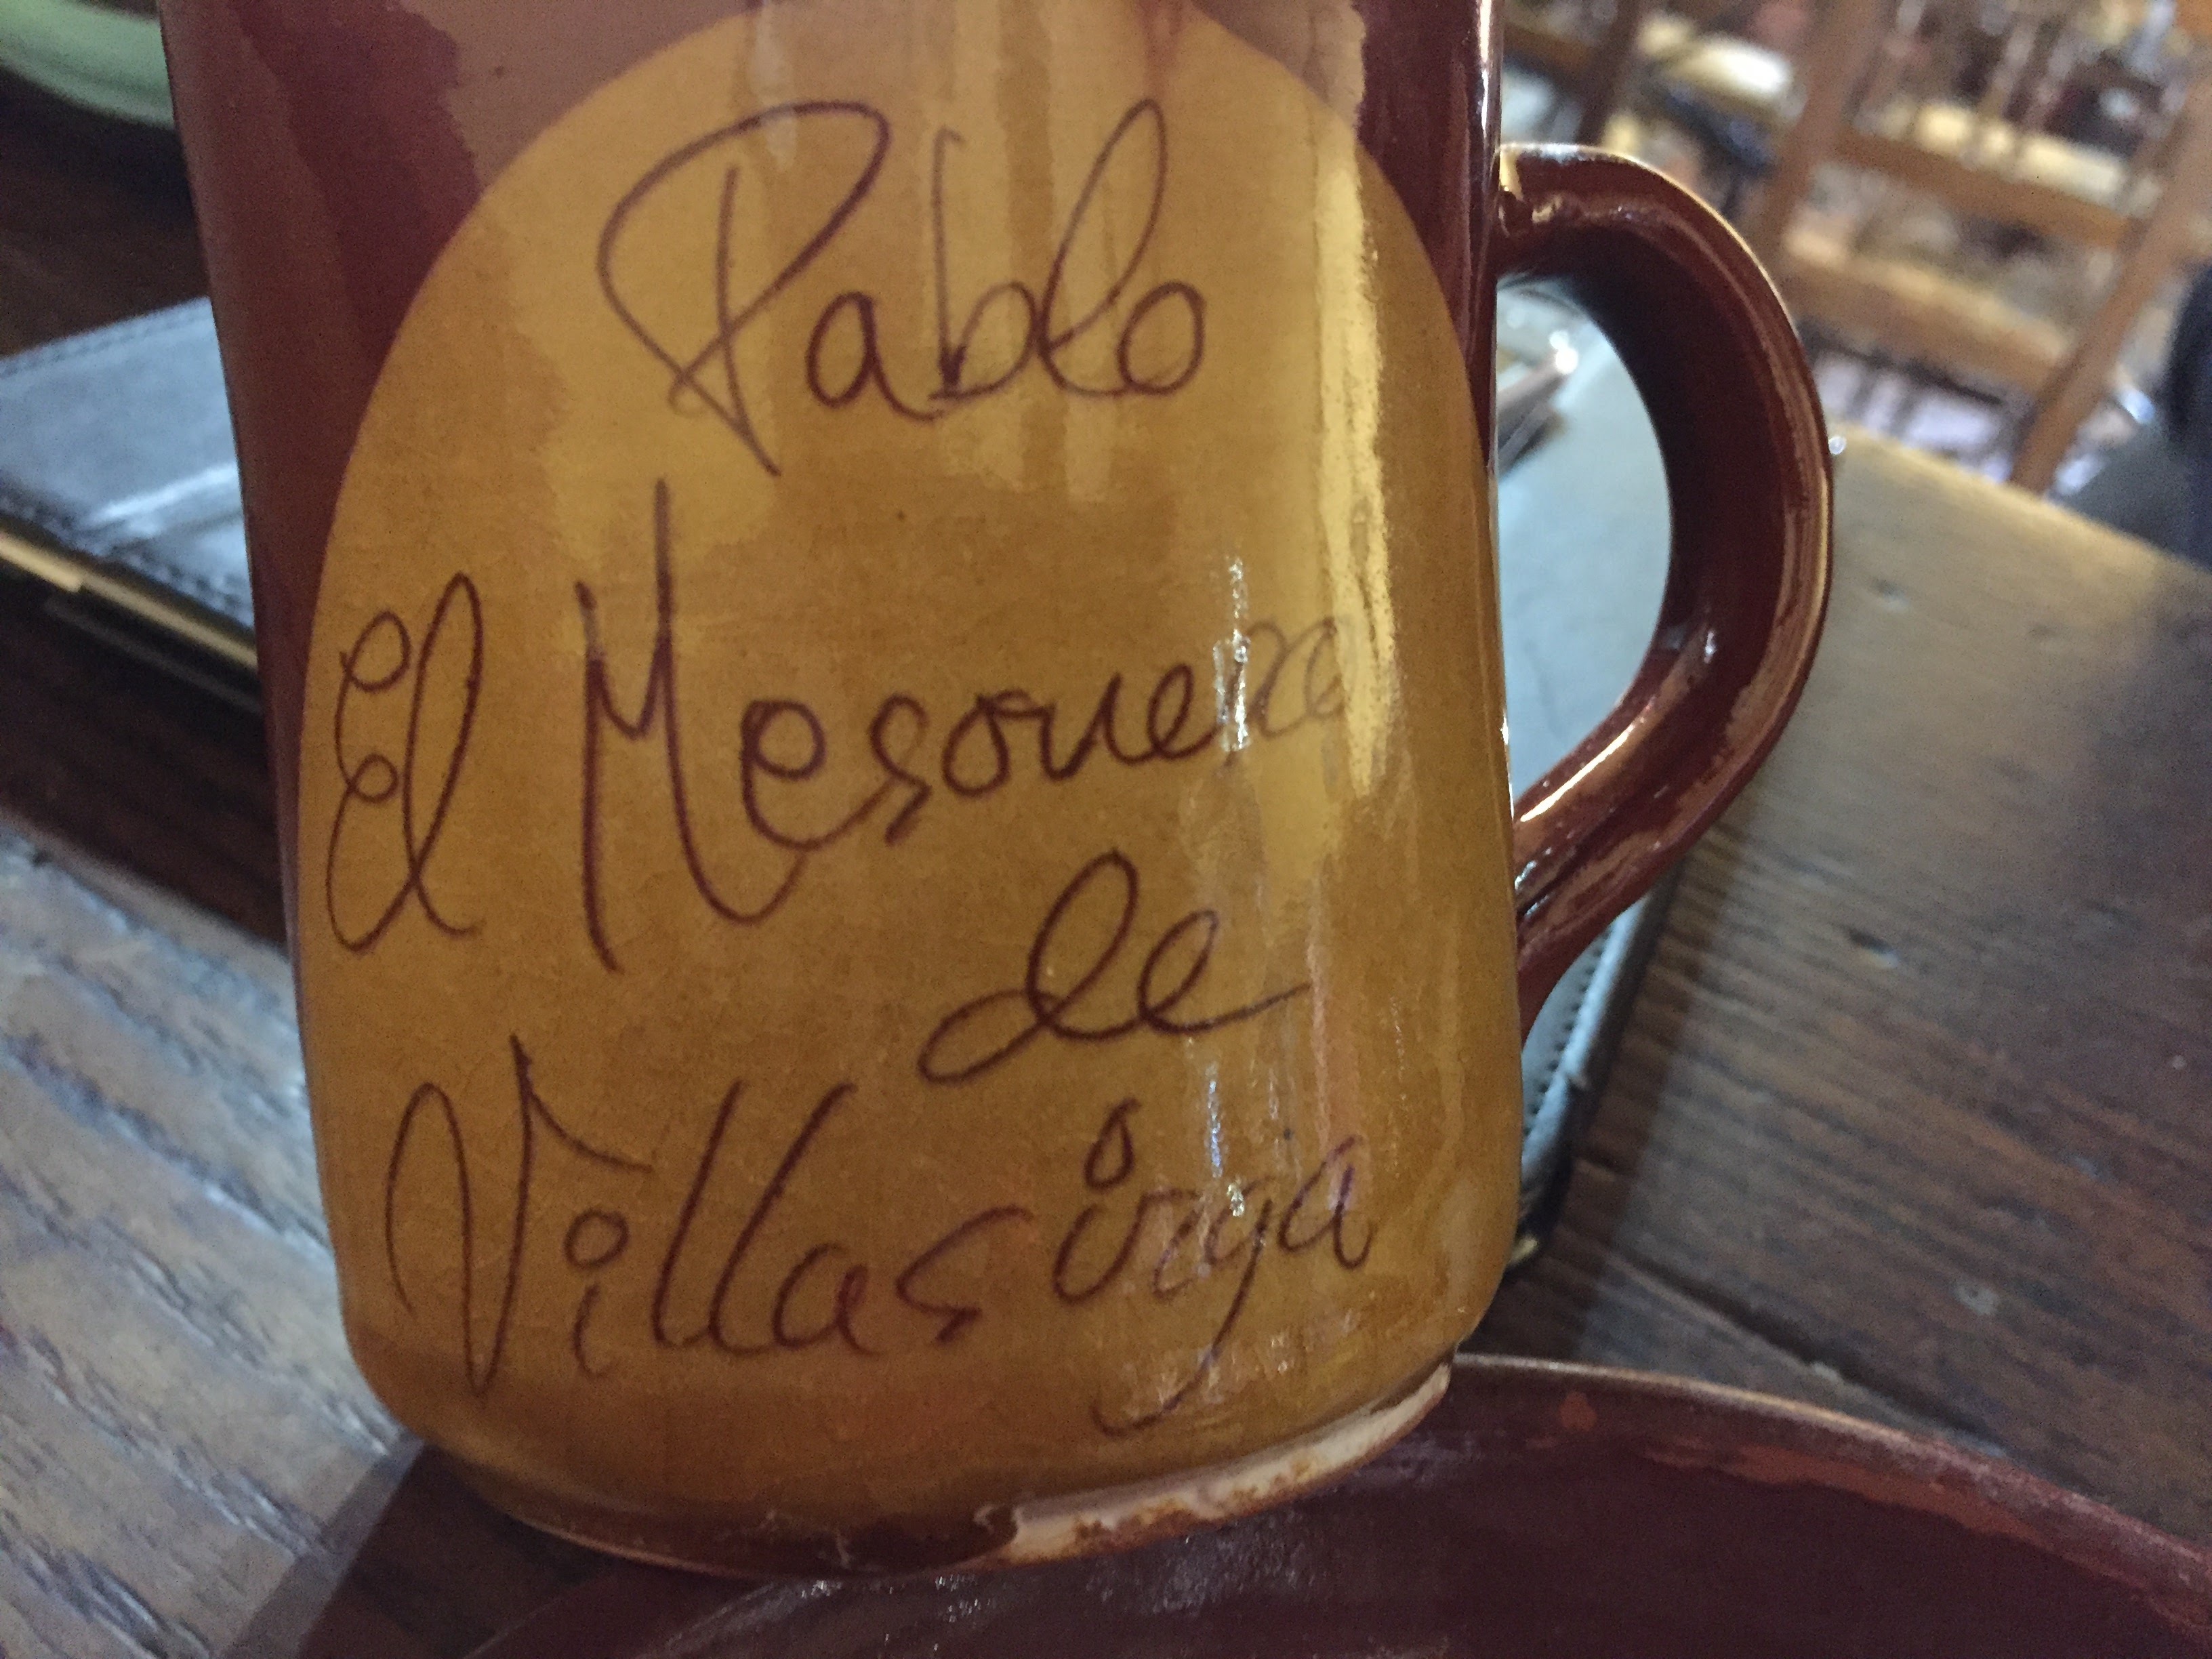 Pablo
El Mesonero
de
Villasirga